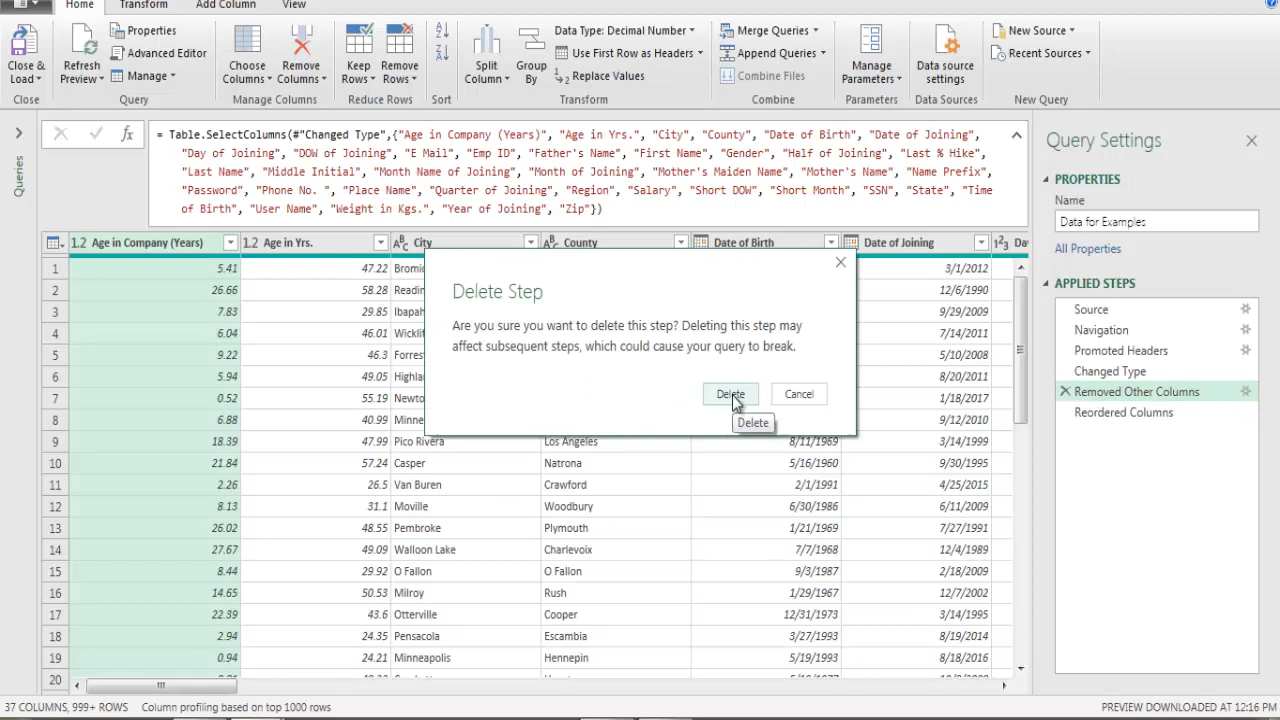 Home
Transform
Add Column
View
Close & Load
Refresh Preview
Properties
Advanced Editor
Manage
Choose Columns
Remove Columns
Keep Rows
Remove Rows
Split Column
Group By
Data Type: Decimal Number
Use First Row as Headers
Replace Values
Merge Queries
Append Queries
Combine Files
Manage Parameters
Data source settings
New Source
Recent Sources
Close
Query
Manage Columns
Reduce Rows
Sort
Transform
Combine
Parameters
Data Sources
New Query
Queries
fx
= Table.SelectColumns(#"Changed Type",{"Age in Company (Years)", "Age in Yrs.", "City", "County", "Date of Birth", "Date of Joining",
"Day of Joining", "DOW of Joining", "E Mail", "Emp ID", "Father's Name", "First Name", "Gender", "Half of Joining", "Last % Hike",
"Last Name", "Middle Initial", "Month Name of Joining", "Month of Joining", "Mother's Maiden Name", "Mother's Name", "Name Prefix",
"Password", "Phone No. ", "Place Name", "Quarter of Joining", "Region", "Salary", "Short DOW", "Short Month", "SSN", "State", "Time
of Birth", "User Name", "Weight in Kgs.", "Year of Joining", "Zip"})
1.2 Age in Company (Years) 1.2 Age in Yrs. ABC City ABC County Date of Birth Date of Joining 123 Da
1 5.41 47.22 Bromi 3/1/2012
2 26.66 58.28 Readin 12/6/1990
3 7.83 29.85 Ibapah 9/29/2009
4 6.04 46.01 Wickli 7/14/2011
5 9.22 46.3 Forres 5/10/2008
6 5.94 49.05 Highla 8/20/2011
7 0.52 55.19 Newto 1/18/2017
8 6.88 40.99 Minne 9/12/2010
9 18.39 47.99 Pico Rivera Los Angeles 8/11/1969 3/14/1999
10 21.84 57.24 Casper Natrona 5/16/1960 9/30/1995
11 2.26 26.5 Van Buren Crawford 2/1/1991 4/25/2015
12 8.13 31.1 Moville Woodbury 6/30/1986 6/11/2009
13 26.02 48.55 Pembroke Plymouth 1/21/1969 7/27/1991
14 27.67 49.09 Walloon Lake Charlevoix 7/7/1968 12/4/1989
15 8.44 29.92 O Fallon O Fallon 9/3/1987 2/18/2009
16 14.65 50.53 Milroy Rush 1/29/1967 12/7/2002
17 22.39 43.6 Otterville Cooper 12/31/1973 3/14/1995
18 2.94 24.35 Pensacola Escambia 3/27/1993 8/19/2014
19 0.94 24.21 Minneapolis Hennepin 5/19/1993 8/18/2016
20
Delete Step
Are you sure you want to delete this step? Deleting this step may
affect subsequent steps, which could cause your query to break.
Delete
Cancel
Delete
Query Settings
PROPERTIES
Name
Data for Examples
All Properties
APPLIED STEPS
Source
Navigation
Promoted Headers
Changed Type
Removed Other Columns
Reordered Columns
37 COLUMNS, 999+ ROWS
Column profiling based on top 1000 rows
PREVIEW DOWNLOADED AT 12:16 PM